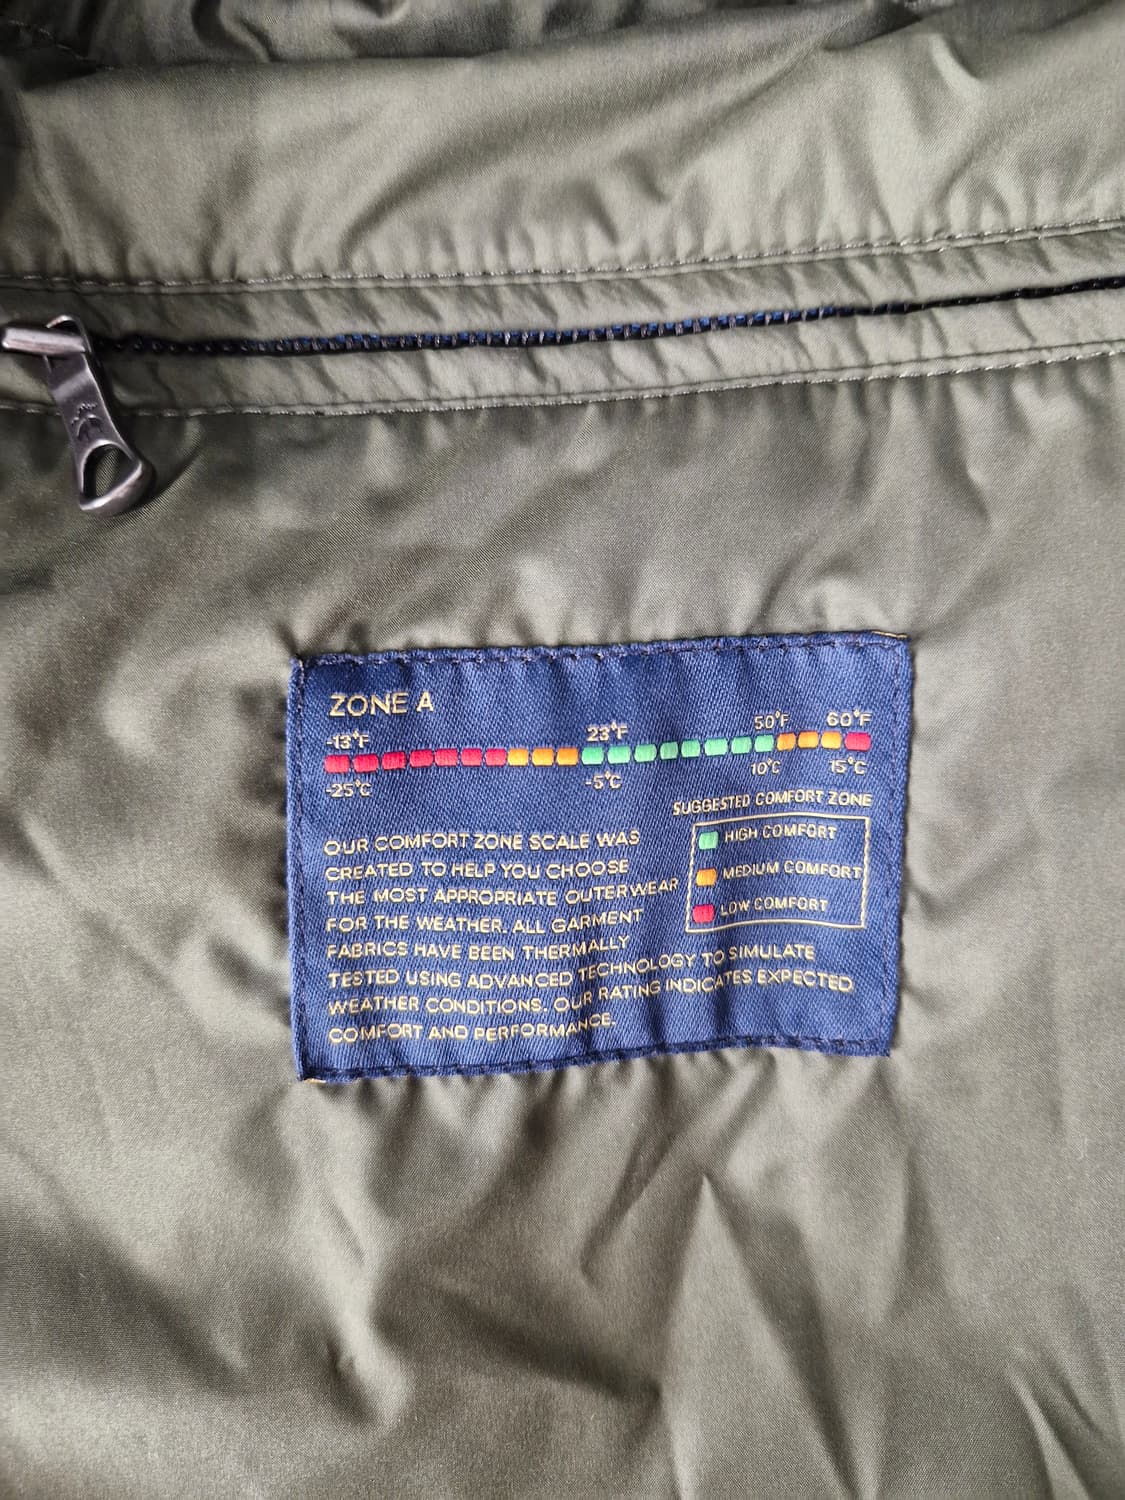 ZONE A
-13°F 23°F 50°F 60°F
-25°C -5°C 10°C 15°C
SUGGESTED COMFORT ZONE
HIGH COMFORT
MEDIUM COMFORT
LOW COMFORT
OUR COMFORT ZONE SCALE WAS
CREATED TO HELP YOU CHOOSE
THE MOST APPROPRIATE OUTERWEAR
FOR THE WEATHER. ALL GARMENT
FABRICS HAVE BEEN THERMALLY
TESTED USING ADVANCED TECHNOLOGY TO SIMULATE
WEATHER CONDITIONS. OUR RATING INDICATES EXPECTED
COMFORT AND PERFORMANCE.